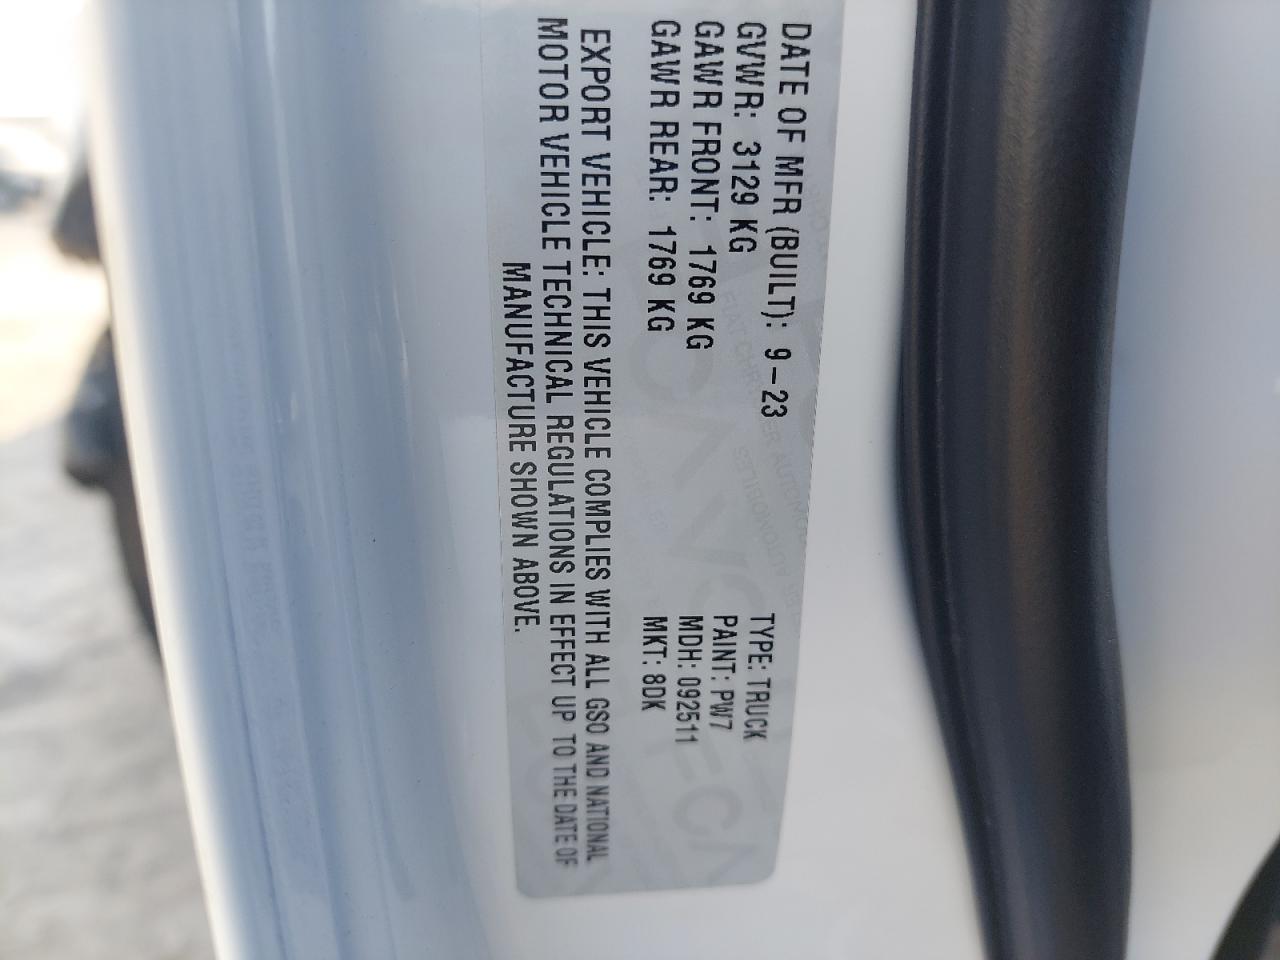 DATE OF MFR (BUILT): 9-23
GVWR: 3129 KG
GAWR FRONT: 1769 KG
GAWR REAR: 1769 KG
TYPE: TRUCK
PAINT: PW7
MDH: 092511
MKT: 8DK
EXPORT VEHICLE: THIS VEHICLE COMPLIES WITH ALL GSO AND NATIONAL
MOTOR VEHICLE TECHNICAL REGULATIONS IN EFFECT UP TO THE DATE OF
MANUFACTURE SHOWN ABOVE.